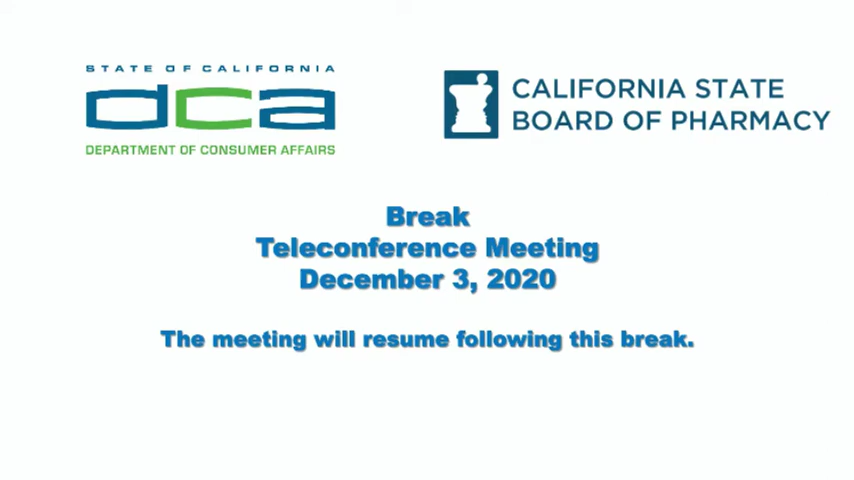 STATE OF CALIFORNIA
dca
DEPARTMENT OF CONSUMER AFFAIRS
CALIFORNIA STATE
BOARD OF PHARMACY
Break
Teleconference Meeting
December 3, 2020
The meeting will resume following this break.